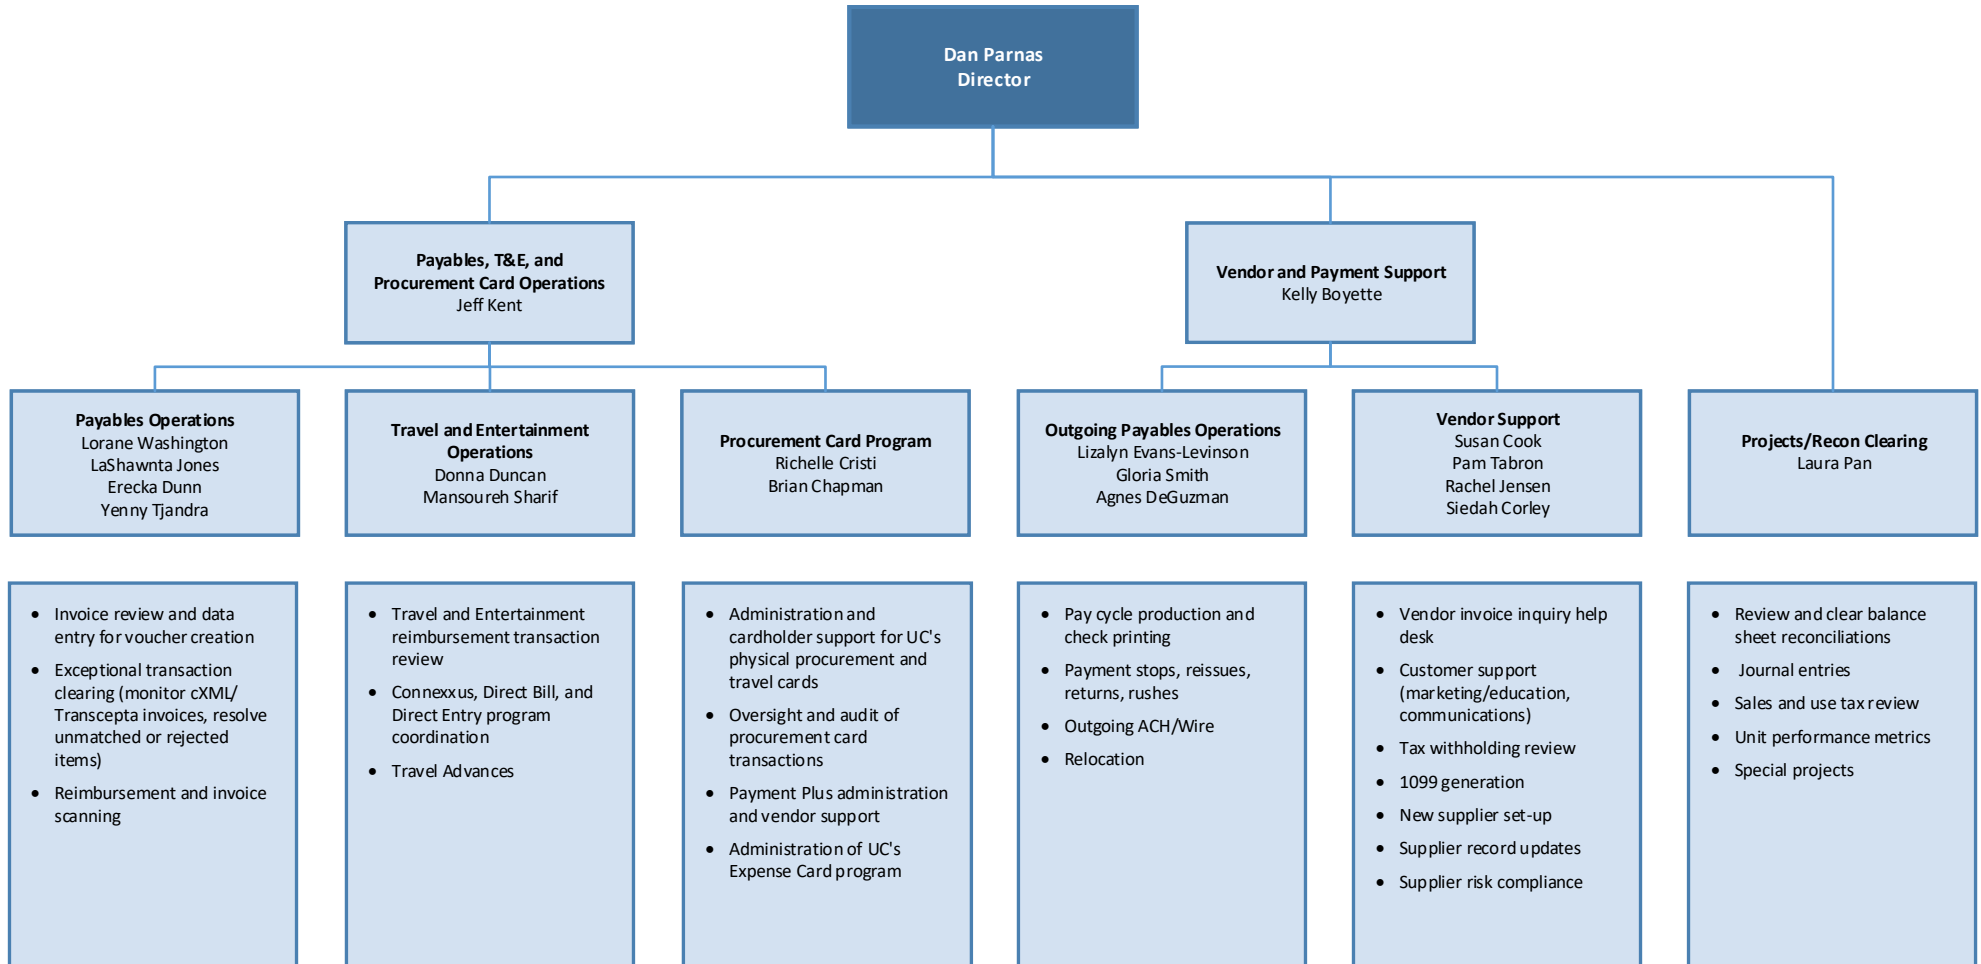 Dan Parnas
Director
Payables, T&E, and
Procurement Card Operations
Jeff Kent
Vendor and Payment Support
Kelly Boyette
Payables Operations
Lorane Washington
LaShawnta Jones
Erecka Dunn
Yenny Tjandra
Travel and Entertainment
Operations
Donna Duncan
Mansoureh Sharif
Procurement Card Program
Richelle Cristi
Brian Chapman
Outgoing Payables Operations
Lizalyn Evans-Levinson
Gloria Smith
Agnes DeGuzman
Vendor Support
Susan Cook
Pam Tabron
Rachel Jensen
Siedah Corley
Projects/Recon Clearing
Laura Pan
• Invoice review and data
entry for voucher creation
• Exceptional transaction
clearing (monitor cXML/
Transcepta invoices, resolve
unmatched or rejected
items)
• Reimbursement and invoice
scanning
• Travel and Entertainment
reimbursement transaction
review
• Connexxus, Direct Bill, and
Direct Entry program
coordination
• Travel Advances
• Administration and
cardholder support for UC's
physical procurement and
travel cards
• Oversight and audit of
procurement card
transactions
• Payment Plus administration
and vendor support
• Administration of UC's
Expense Card program
• Pay cycle production and
check printing
• Payment stops, reissues,
returns, rushes
• Outgoing ACH/Wire
• Relocation
• Vendor invoice inquiry help
desk
• Customer support
(marketing/education,
communications)
• Tax withholding review
• 1099 generation
• New supplier set-up
• Supplier record updates
• Supplier risk compliance
• Review and clear balance
sheet reconciliations
• Journal entries
• Sales and use tax review
• Unit performance metrics
• Special projects